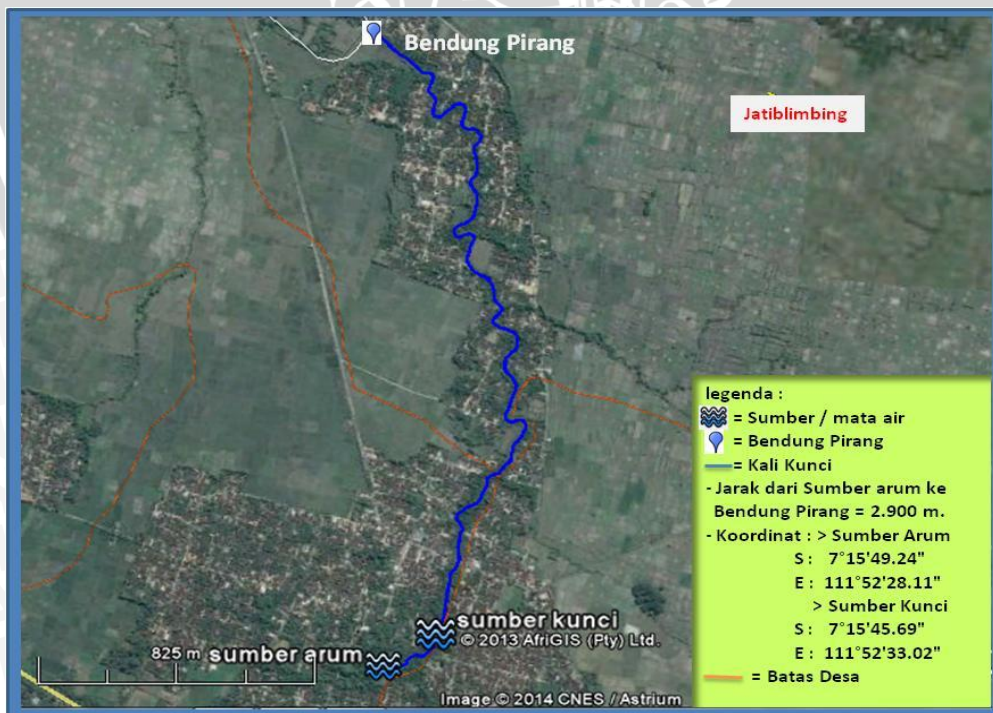 Bendung Pirang
Jatiblimbing
legenda :
= Sumber / mata air
= Bendung Pirang
= Kali Kunci
- Jarak dari Sumber arum ke
Bendung Pirang = 2.900 m.
- Koordinat : > Sumber Arum
S : 7°15'49.24"
E : 111°52'28.11"
> Sumber Kunci
S : 7°15'45.69"
E : 111°52'33.02"
= Batas Desa
sumber kunci
© 2013 AfriGIS (Pty) Ltd.
825 m
sumber arum
Image © 2014 CNES / Astrium